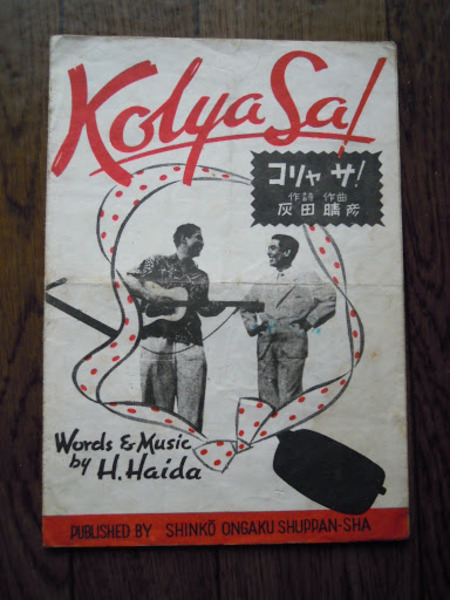 Kolya Sa!
コリャ サ!
作詩 作曲
灰田 晴彦
Words & Music
by H. Haida
PUBLISHED BY SHINKŌ ONGAKU SHUPPAN-SHA